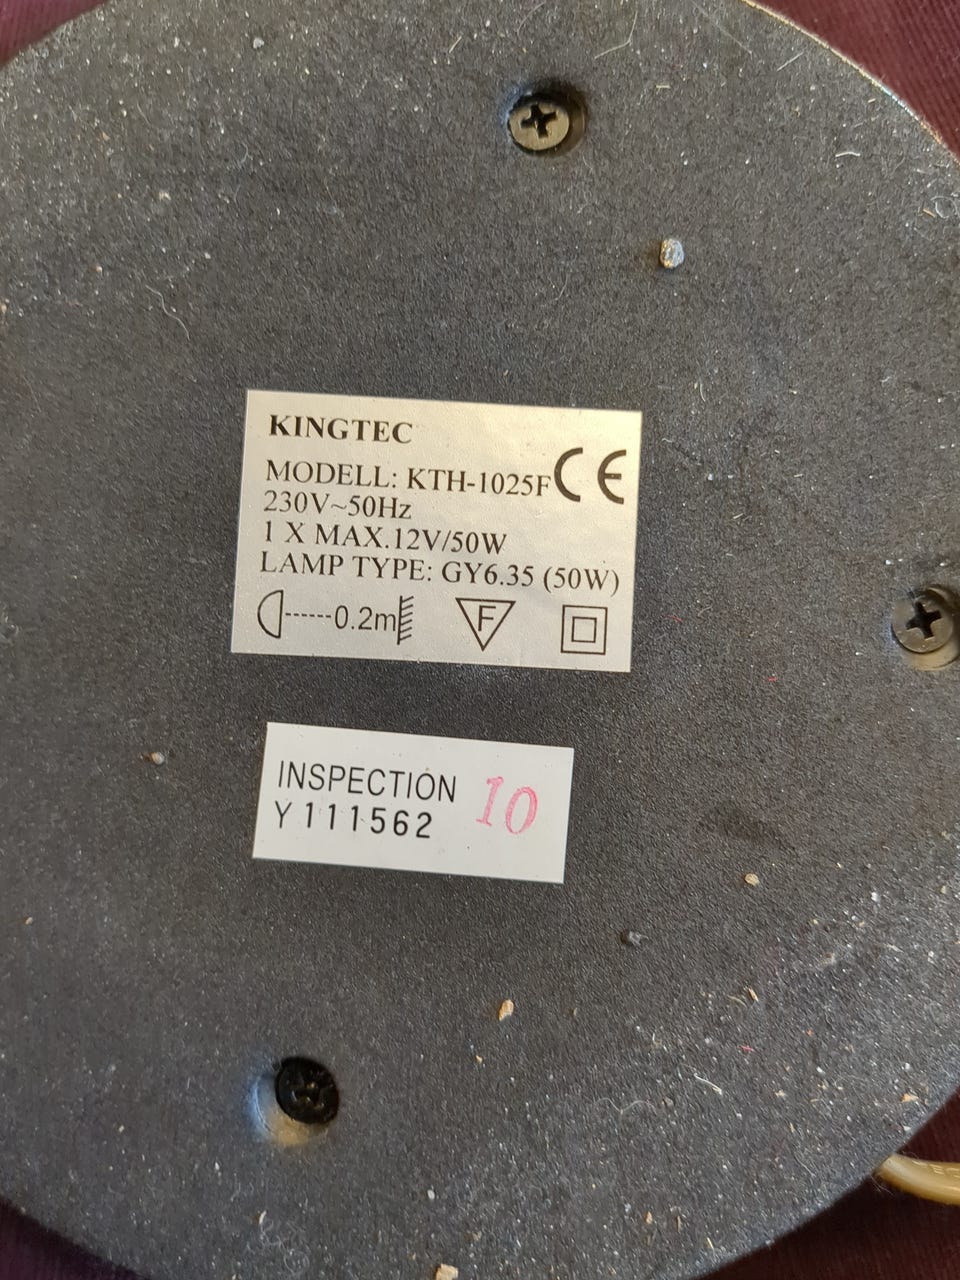 KINGTEC
MODELL: KTH-1025F CE
230V~50Hz
1 X MAX.12V/50W
LAMP TYPE: GY6.35 (50W)
0.2m F
INSPECTION 10
Y111562